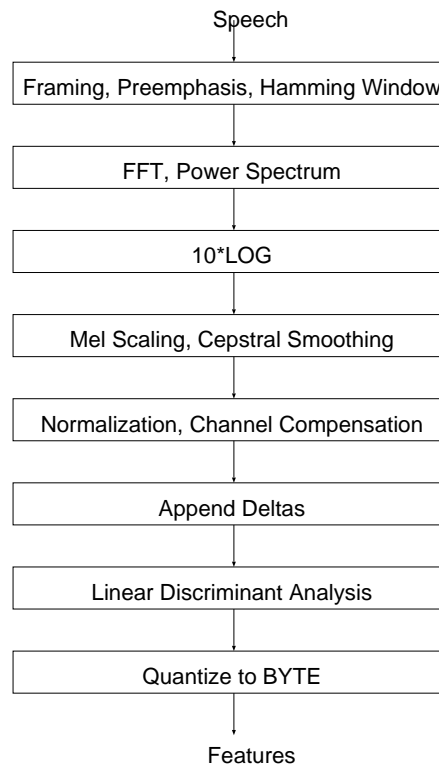 Speech
Framing, Preemphasis, Hamming Window
FFT, Power Spectrum
10*LOG
Mel Scaling, Cepstral Smoothing
Normalization, Channel Compensation
Append Deltas
Linear Discriminant Analysis
Quantize to BYTE
Features